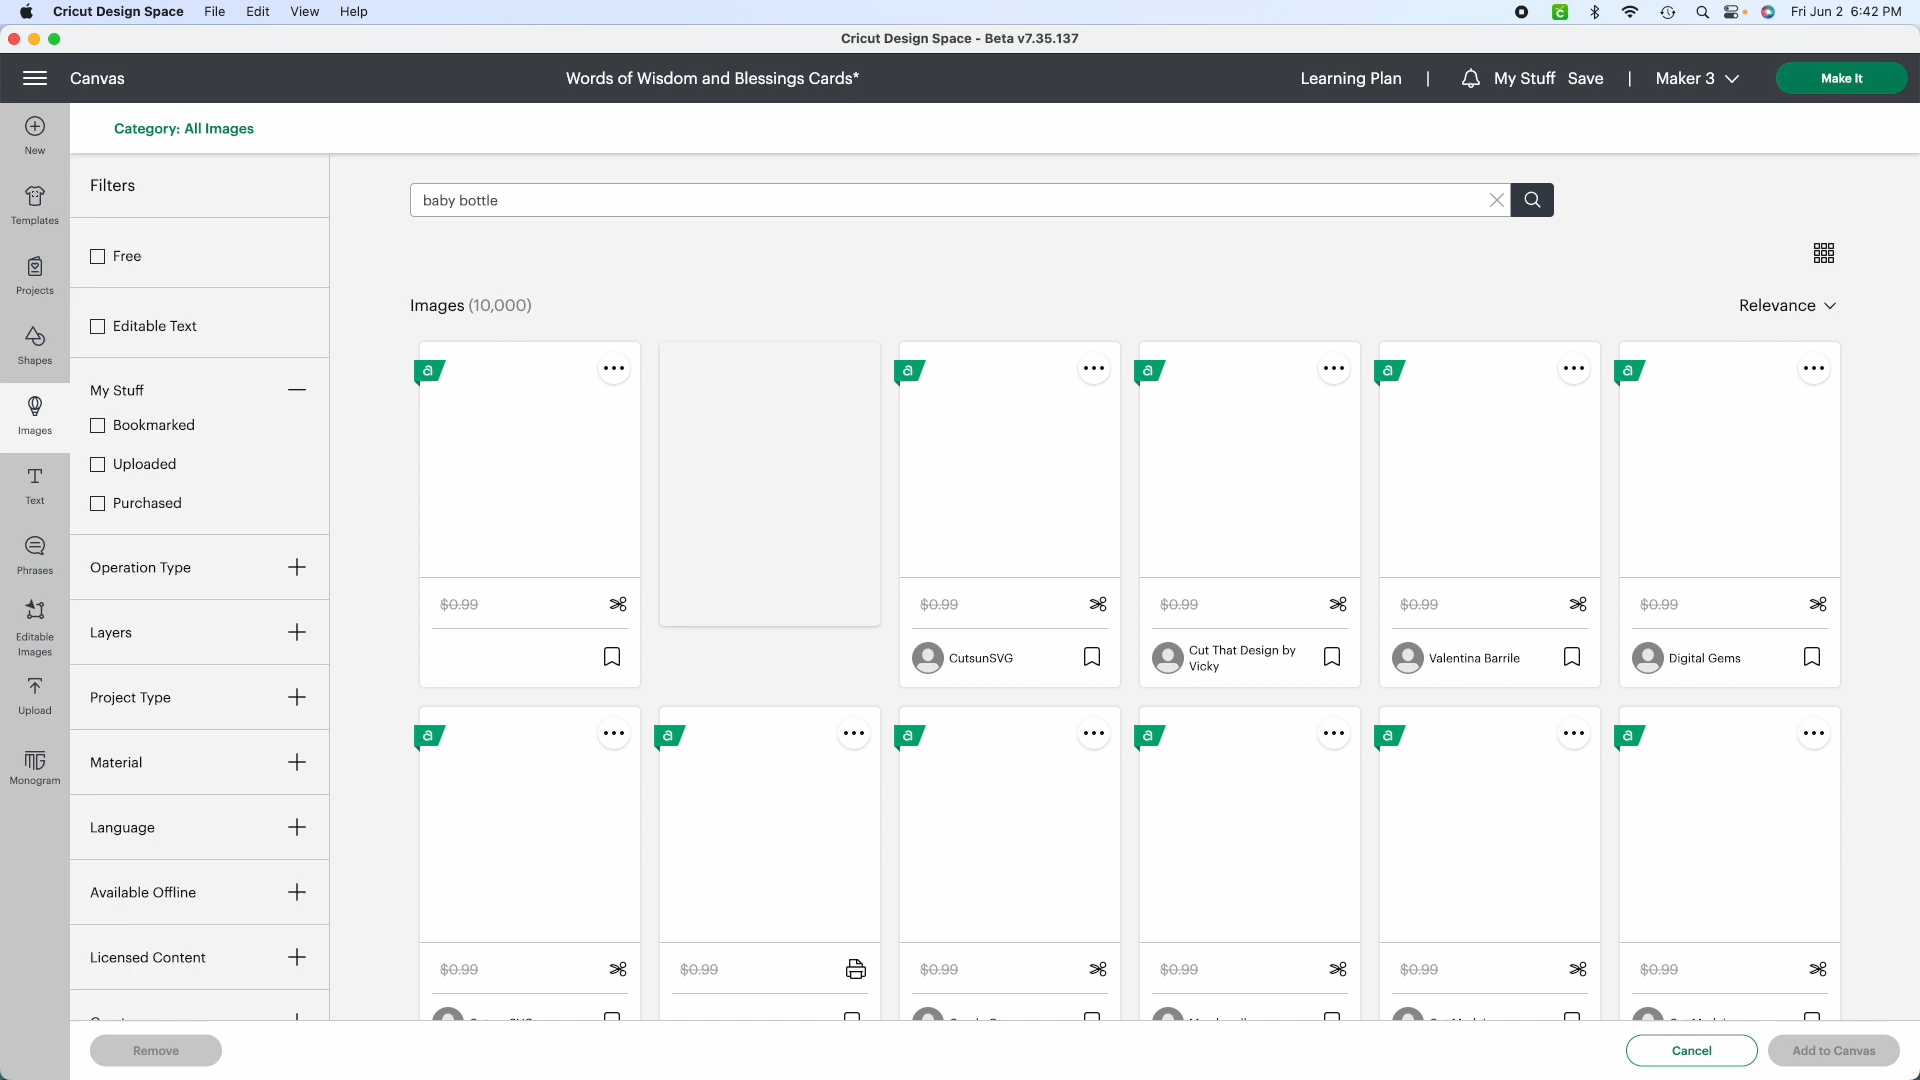 Cricut Design Space File Edit View Help Fri Jun 2 6:42 PM
Cricut Design Space - Beta v7.35.137
Canvas Words of Wisdom and Blessings Cards* Learning Plan | My Stuff Save | Maker 3 Make It
Category: All Images
New
Templates
Projects
Shapes
Images
Text
Phrases
Editable
Images
Upload
Monogram
Filters
Free
Editable Text
My Stuff
Bookmarked
Uploaded
Purchased
Operation Type
Layers
Project Type
Material
Language
Available Offline
Licensed Content
baby bottle
Images (10,000) Relevance
a a a a a
$0.99 $0.99 $0.99 $0.99 $0.99
CutsunSVG
Cut That Design by
Vicky
Valentina Barrile
Digital Gems
a a a a a a
$0.99 $0.99 $0.99 $0.99 $0.99 $0.99
Remove Cancel Add to Canvas